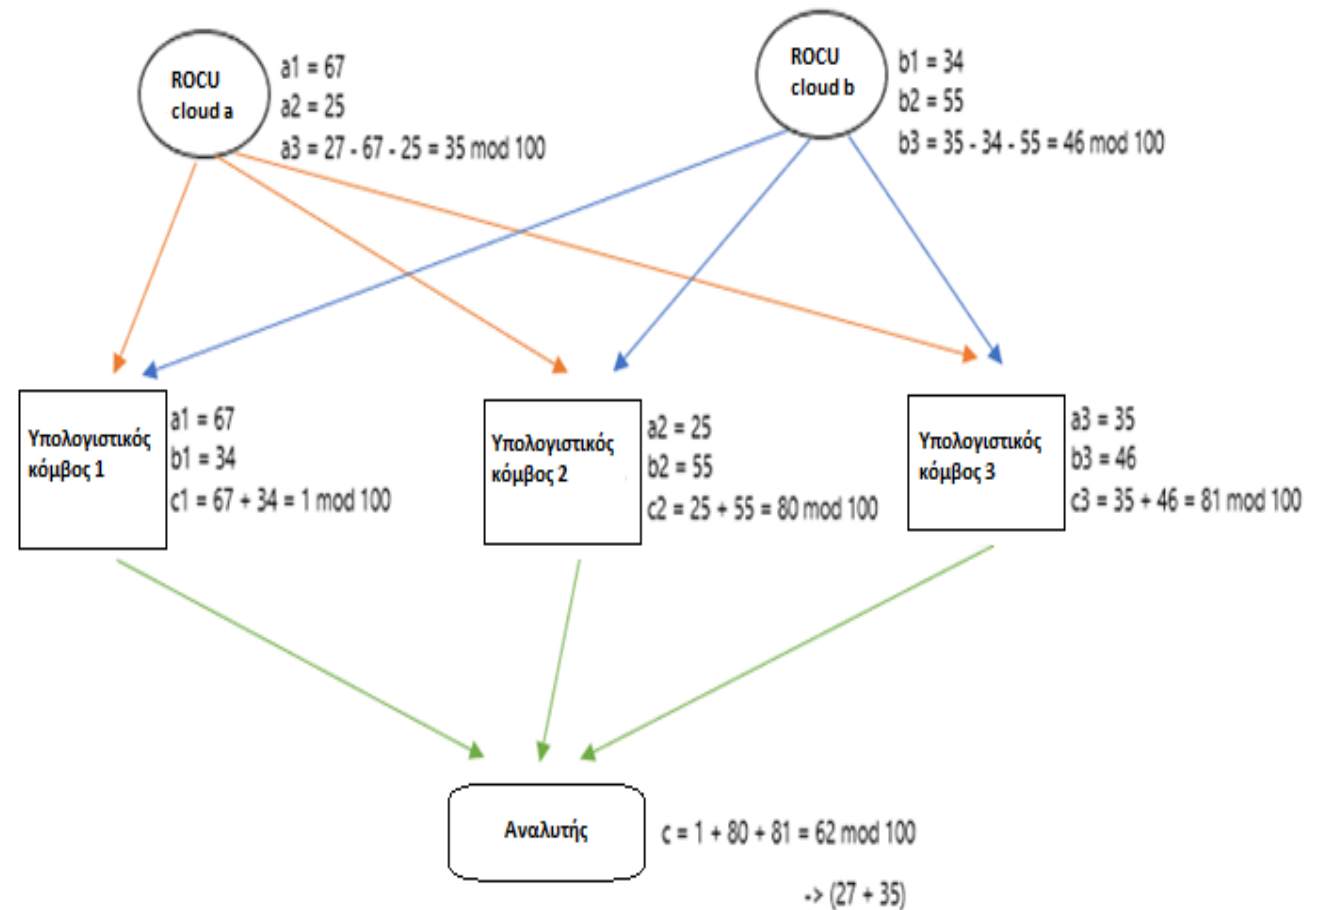 ROCU
cloud a
a1 = 67
a2 = 25
a3 = 27 - 67 - 25 = 35 mod 100
ROCU
cloud b
b1 = 34
b2 = 55
b3 = 35 - 34 - 55 = 46 mod 100
Υπολογιστικός
κόμβος 1
a1 = 67
b1 = 34
c1 = 67 + 34 = 1 mod 100
Υπολογιστικός
κόμβος 2
a2 = 25
b2 = 55
c2 = 25 + 55 = 80 mod 100
Υπολογιστικός
κόμβος 3
a3 = 35
b3 = 46
c3 = 35 + 46 = 81 mod 100
Αναλυτής
c = 1 + 80 + 81 = 62 mod 100
-> (27 + 35)